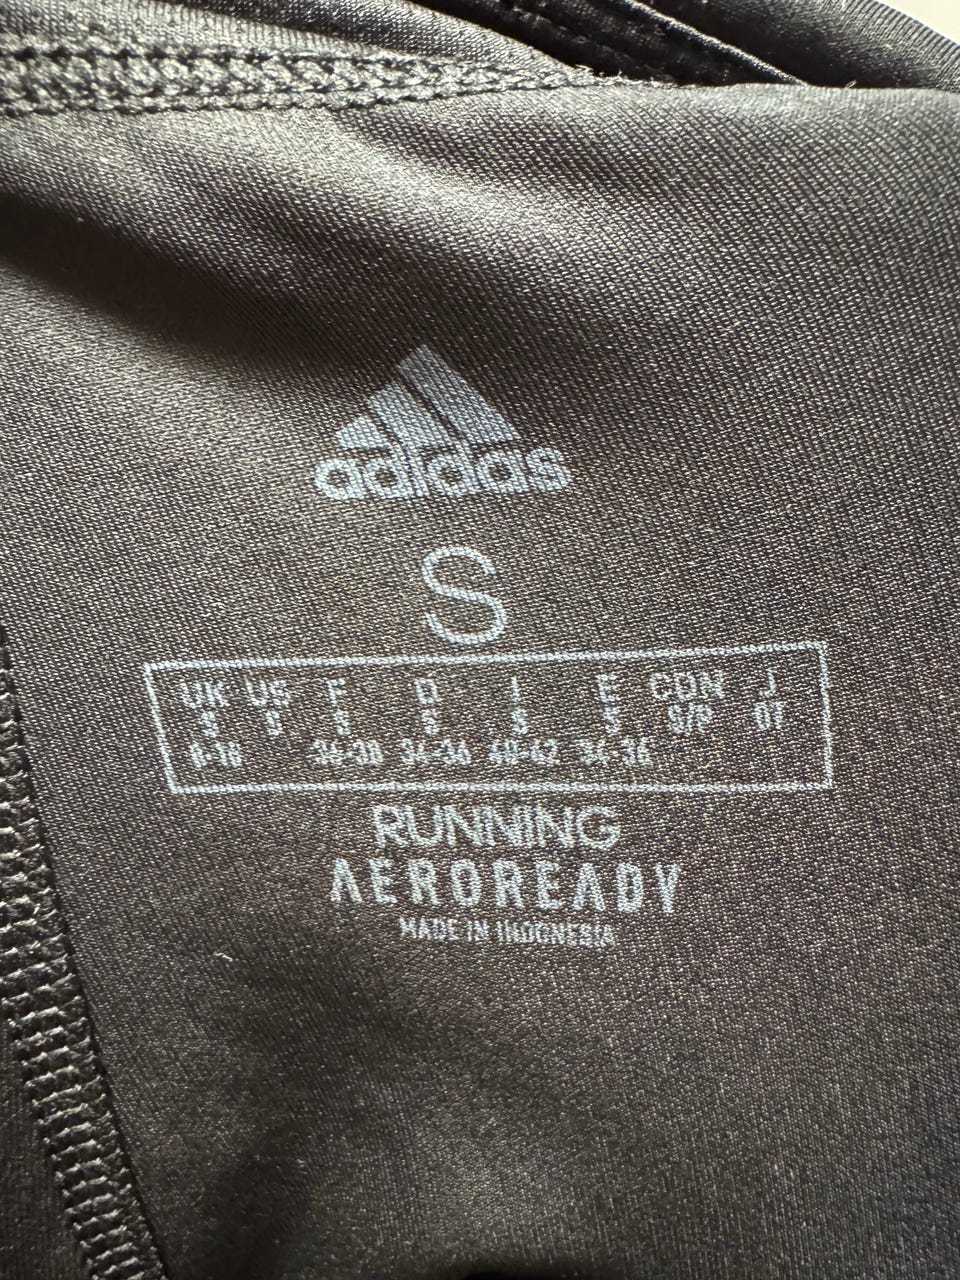 adidas
S
UK US F D I E CDN J
S S S S S S S/P OT
8-10 36-38 34-36 40-42 34-36
RUNNING
AEROREADY
MADE IN INDONESIA